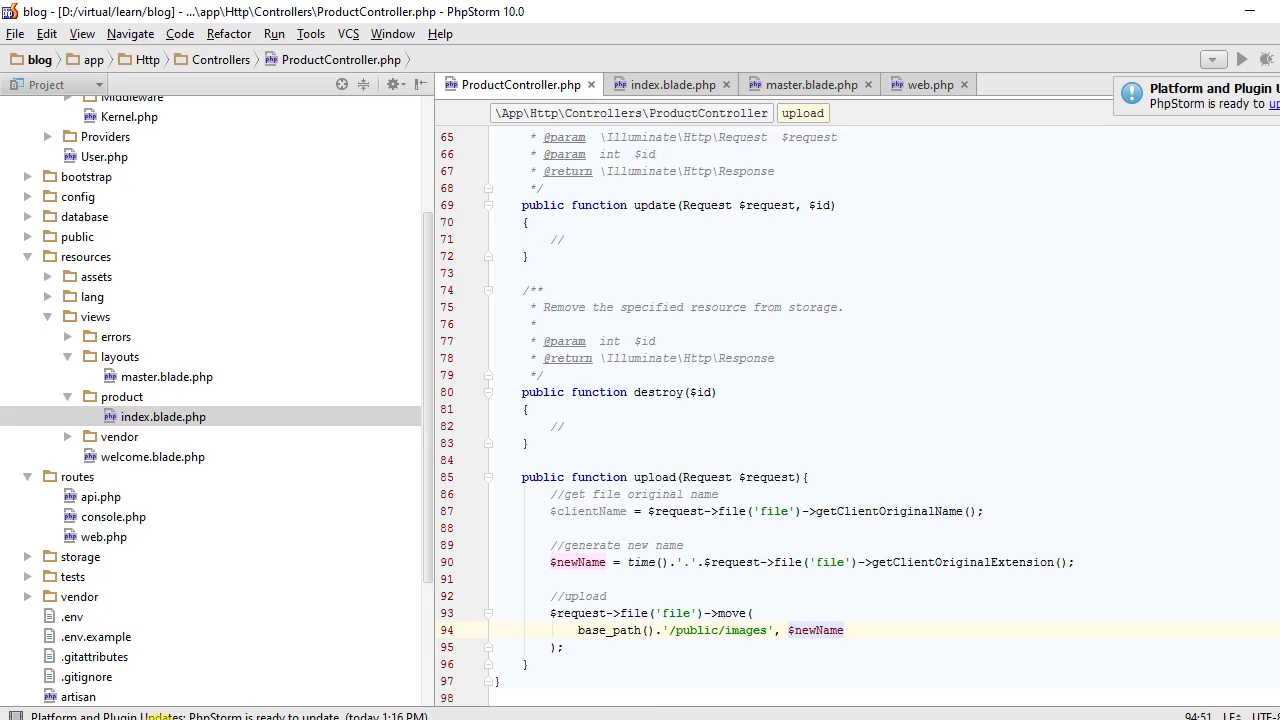 blog - [D:/virtual/learn/blog] - ...\app\Http\Controllers\ProductController.php - PhpStorm 10.0
File Edit View Navigate Code Refactor Run Tools VCS Window Help
blog app Http Controllers ProductController.php
Project
ProductController.php index.blade.php master.blade.php web.php
Platform and Plugin U
PhpStorm is ready to up
\App\Http\Controllers\ProductController upload
Middleware
Kernel.php
Providers
User.php
bootstrap
config
database
public
resources
assets
lang
views
errors
layouts
master.blade.php
product
index.blade.php
vendor
welcome.blade.php
routes
api.php
console.php
web.php
storage
tests
vendor
.env
.env.example
.gitattributes
.gitignore
artisan
65 * @param \Illuminate\Http\Request $request
66 * @param int $id
67 * @return \Illuminate\Http\Response
68 */
69 public function update(Request $request, $id)
70 {
71 //
72 }
73
74 /**
75 * Remove the specified resource from storage.
76 *
77 * @param int $id
78 * @return \Illuminate\Http\Response
79 */
80 public function destroy($id)
81 {
82 //
83 }
84
85 public function upload(Request $request){
86 //get file original name
87 $clientName = $request->file('file')->getClientOriginalName();
88
89 //generate new name
90 $newName = time().'.'.$request->file('file')->getClientOriginalExtension();
91
92 //upload
93 $request->file('file')->move(
94 base_path().'/public/images', $newName
95 );
96 }
97 }
98
Platform and Plugin Updates: PhpStorm is ready to update. (today 1:16 PM) 94:51 LF÷ UTF-8